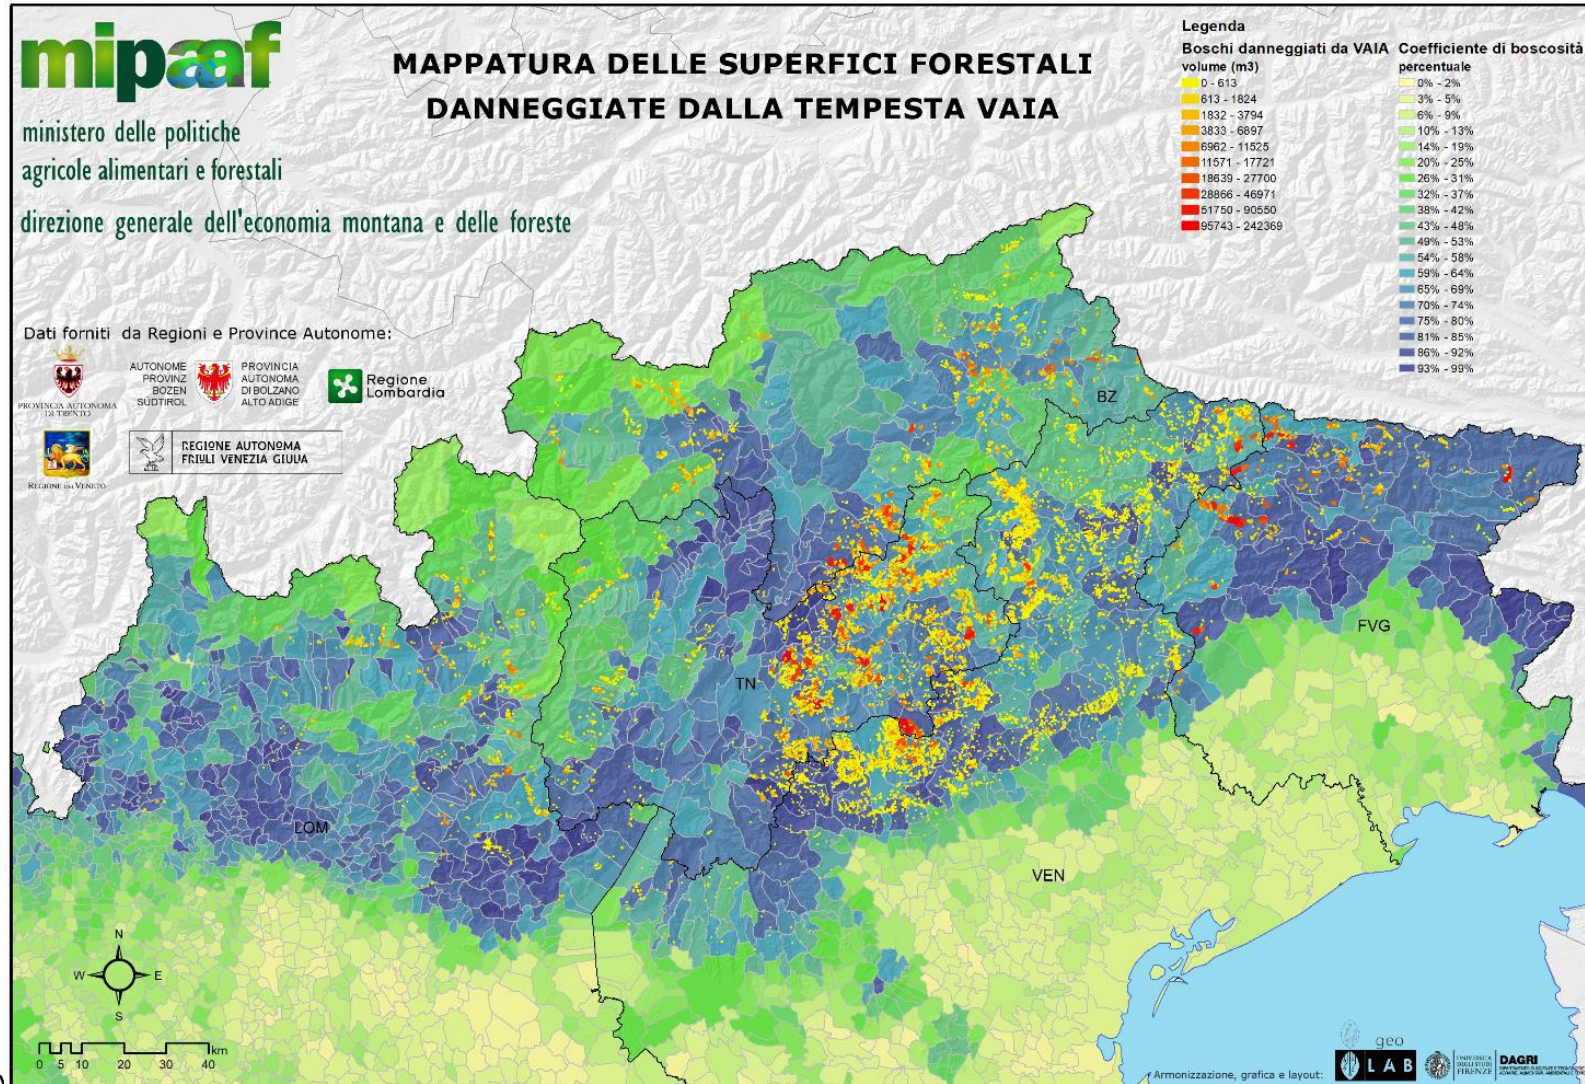 mipaaf
ministero delle politiche
agricole alimentari e forestali
direzione generale dell'economia montana e delle foreste
MAPPATURA DELLE SUPERFICI FORESTALI
DANNEGGIATE DALLA TEMPESTA VAIA
Legenda
Boschi danneggiati da VAIA
volume (m3)
0 - 613
613 - 1824
1832 - 3794
3833 - 6897
6962 - 11525
11571 - 17721
18639 - 27700
28866 - 46971
51750 - 90550
95743 - 242369
Coefficiente di boscosità
percentuale
0% - 2%
3% - 5%
6% - 9%
10% - 13%
14% - 19%
20% - 25%
26% - 31%
32% - 37%
38% - 42%
43% - 48%
49% - 53%
54% - 58%
59% - 64%
65% - 69%
70% - 74%
75% - 80%
81% - 85%
86% - 92%
93% - 99%
Dati forniti da Regioni e Province Autonome:
PROVINCIA AUTONOMA
DI TRENTO
AUTONOME
PROVINZ
BOZEN
SÜDTIROL
PROVINCIA
AUTONOMA
DI BOLZANO
ALTO ADIGE
Regione
Lombardia
REGIONE DEL VENETO
REGIONE AUTONOMA
FRIULI VENEZIA GIULIA
BZ
FVG
TN
LOM
VEN
N
W E
S
km
0 5 10 20 30 40
Armonizzazione, grafica e layout:
geo
LAB
UNIVERSITÀ
DEGLI STUDI
FIRENZE
DAGRI